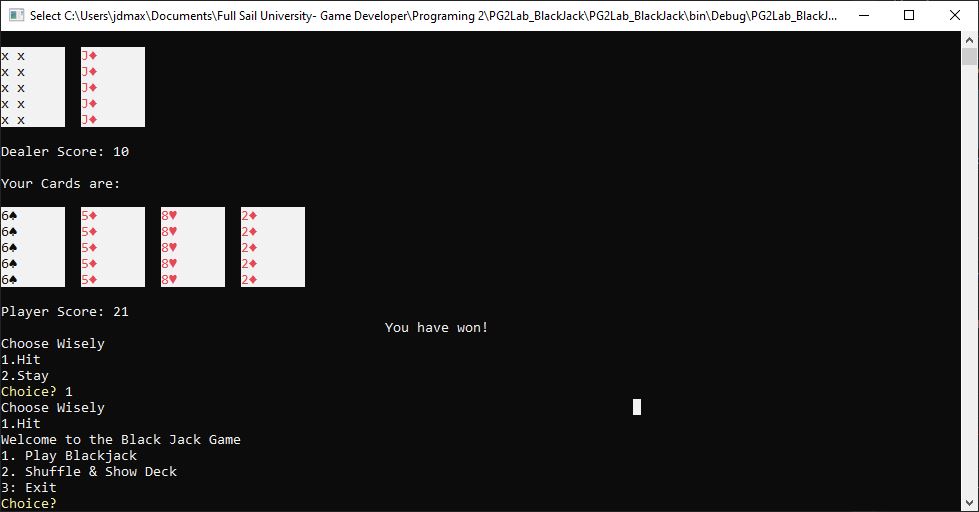 Select C:\Users\jdmax\Documents\Full Sail University- Game Developer\Programing 2\PG2Lab_BlackJack\PG2Lab_BlackJack\bin\Debug\PG2Lab_BlackJ...
x x J♦
x x J♦
x x J♦
x x J♦
x x J♦
Dealer Score: 10
Your Cards are:
6♠ 5♦ 8♥ 2♦
6♠ 5♦ 8♥ 2♦
6♠ 5♦ 8♥ 2♦
6♠ 5♦ 8♥ 2♦
6♠ 5♦ 8♥ 2♦
Player Score: 21
You have won!
Choose Wisely
1.Hit
2.Stay
Choice? 1
Choose Wisely
1.Hit
Welcome to the Black Jack Game
1. Play Blackjack
2. Shuffle & Show Deck
3: Exit
Choice?